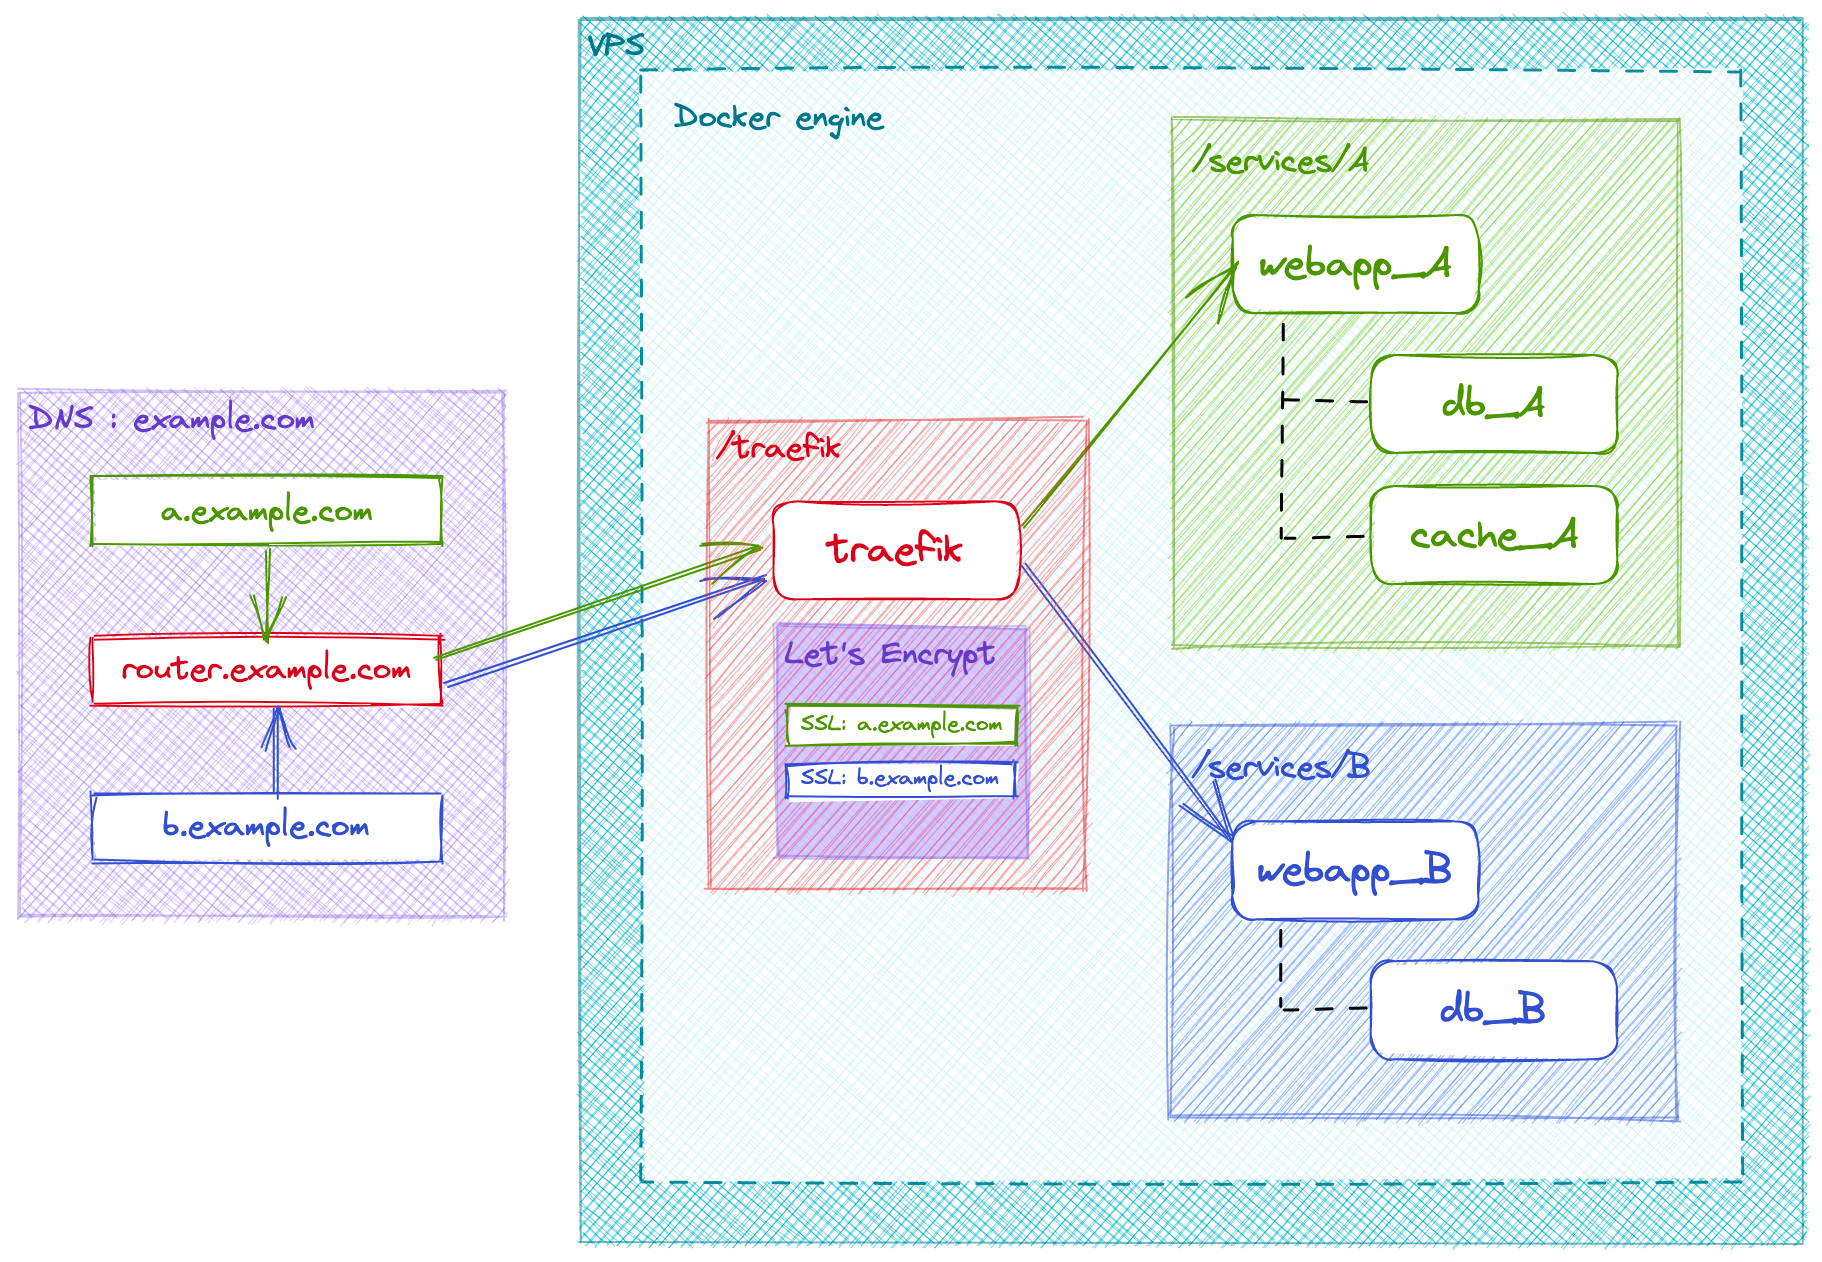 VPS
Docker engine
/services/A
webapp_A
db_A
cache_A
DNS : example.com
a.example.com
router.example.com
b.example.com
/traefik
traefik
Let's Encrypt
SSL: a.example.com
SSL: b.example.com
/services/B
webapp_B
db_B